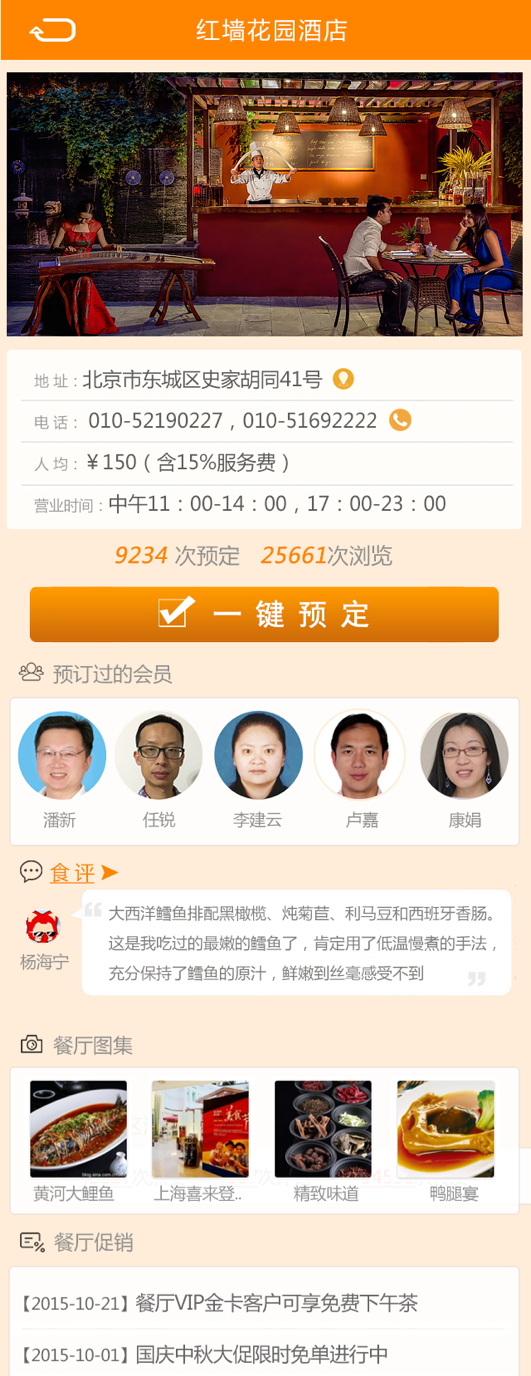 红墙花园酒店
地 址：北京市东城区史家胡同41号
电 话： 010-52190227，010-51692222
人 均：￥150（含15%服务费）
营业时间：中午11：00-14：00，17：00-23：00
9234 次预定 25661次浏览
一 键 预 定
预订过的会员
潘新 任锐 李建云 卢嘉 康娟
食 评
大西洋鳕鱼排配黑橄榄、炖菊苣、利马豆和西班牙香肠。
这是我吃过的最嫩的鳕鱼了，肯定用了低温慢煮的手法，
充分保持了鳕鱼的原汁，鲜嫩到丝毫感受不到
杨海宁
餐厅图集
黄河大鲤鱼 上海喜来登.. 精致味道 鸭腿宴
餐厅促销
【2015-10-21】餐厅VIP金卡客户可享免费下午茶
【2015-10-01】国庆中秋大促限时免单进行中